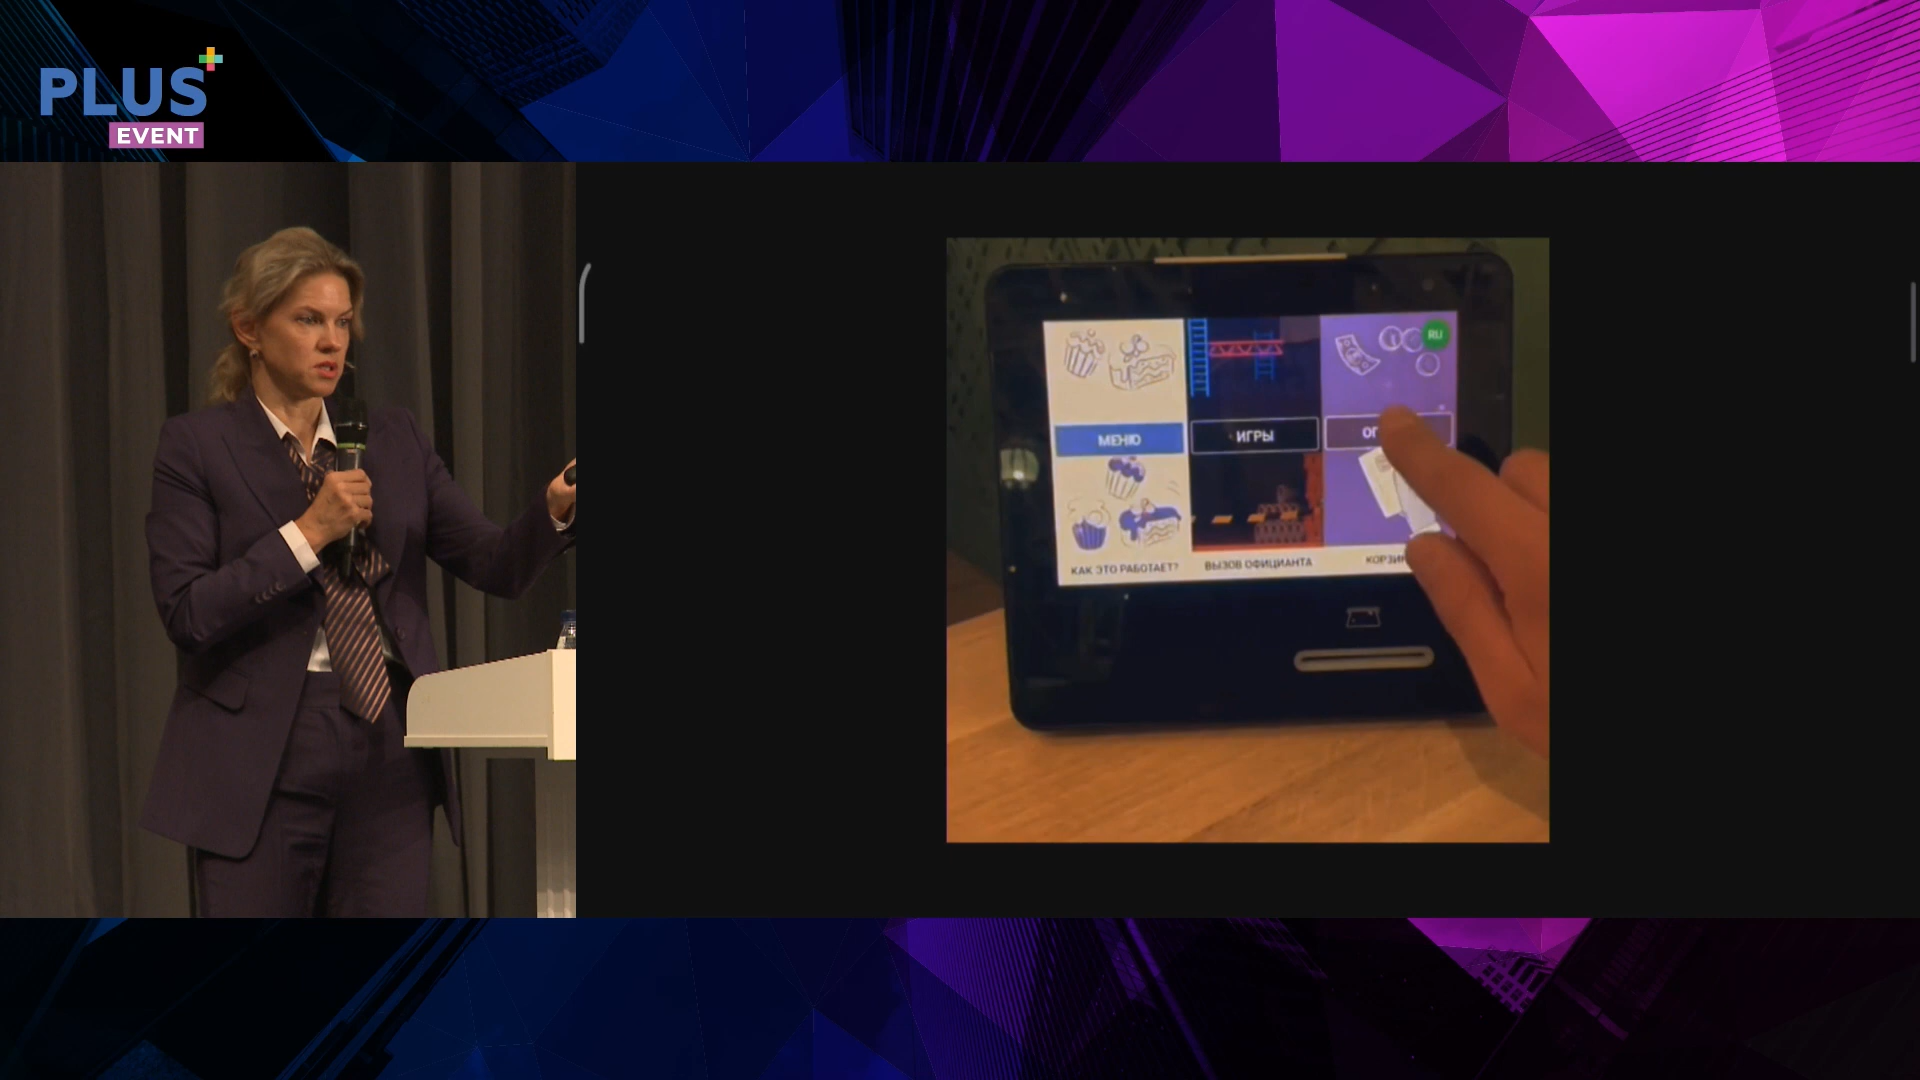 PLUS
EVENT
RU
МЕНЮ
ИГРЫ
КАК ЭТО РАБОТАЕТ?
ВЫЗОВ ОФИЦИАНТА